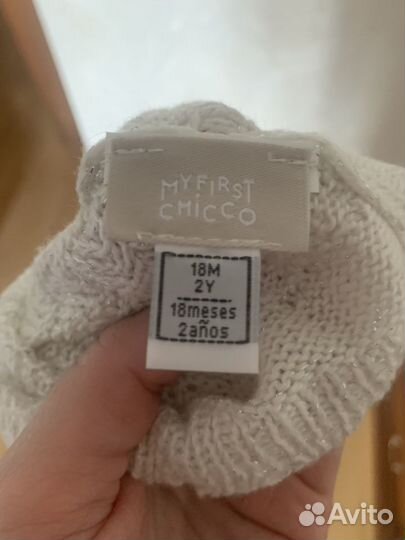 MYFIRST
CHICCO
18M
2Y
18meses
2años
Avito